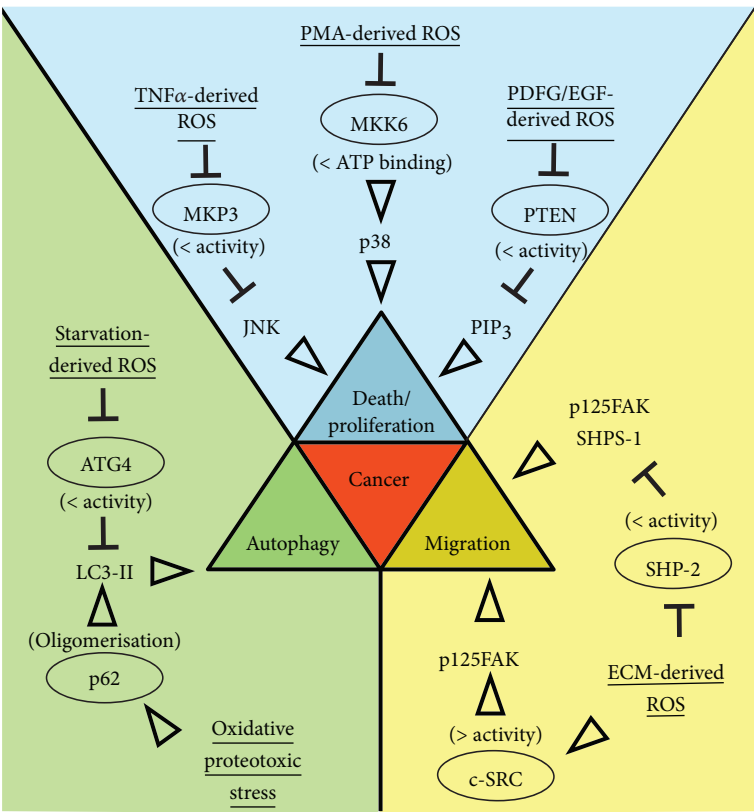 PMA-derived ROS
MKK6
(< ATP binding)
p38
TNFα-derived
ROS
MKP3
(< activity)
JNK
PDFG/EGF-
derived ROS
PTEN
(< activity)
PIP3
Death/
proliferation
Cancer
Autophagy
Migration
Starvation-
derived ROS
ATG4
(< activity)
LC3-II
(Oligomerisation)
p62
Oxidative
proteotoxic
stress
p125FAK
SHPS-1
(< activity)
SHP-2
ECM-derived
ROS
p125FAK
(> activity)
c-SRC